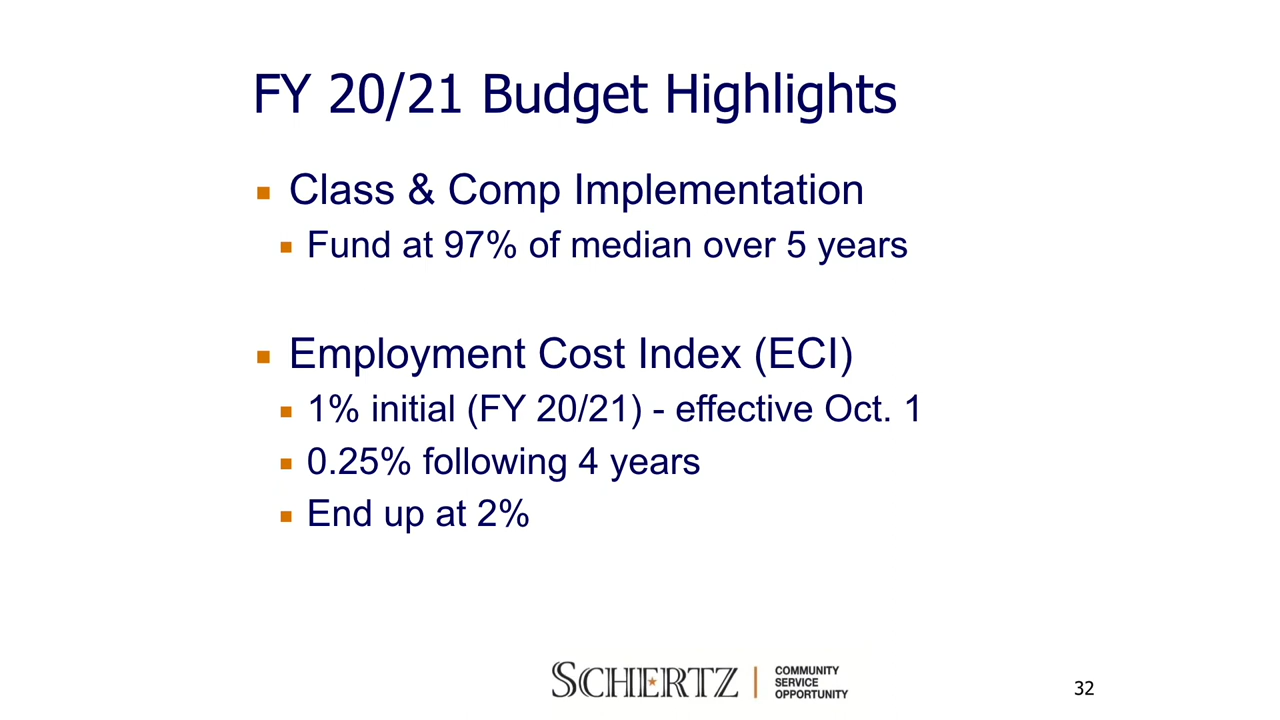 FY 20/21 Budget Highlights
Class & Comp Implementation
Fund at 97% of median over 5 years
Employment Cost Index (ECI)
1% initial (FY 20/21) - effective Oct. 1
0.25% following 4 years
End up at 2%
SCHERTZ
COMMUNITY
SERVICE
OPPORTUNITY
32